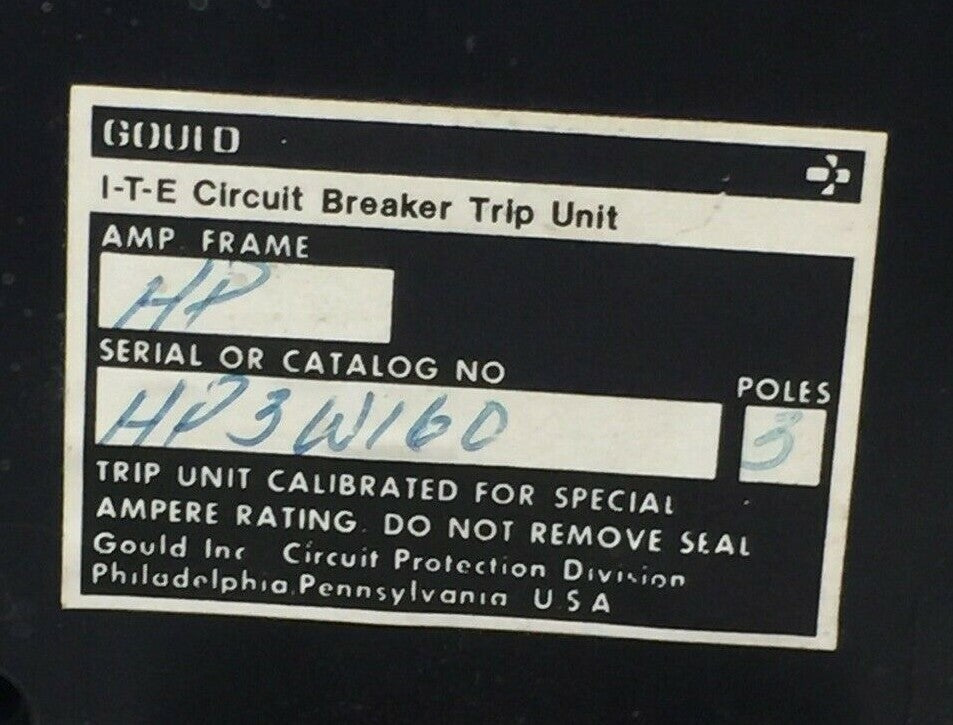 GOULD
I-T-E Circuit Breaker Trip Unit
AMP FRAME
HP
SERIAL OR CATALOG NO
POLES
HP3W160
3
TRIP UNIT CALIBRATED FOR SPECIAL
AMPERE RATING. DO NOT REMOVE SEAL
Gould Inc Circuit Protection Division
Philadelphia, Pennsylvania U S A